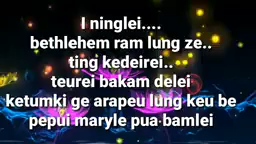 I ninglei....
bethlehem ram lung ze..
ting kedeirei..
teurei bakam delei
ketumki ge arapeu lung keu be
pepui maryle pua bamlei